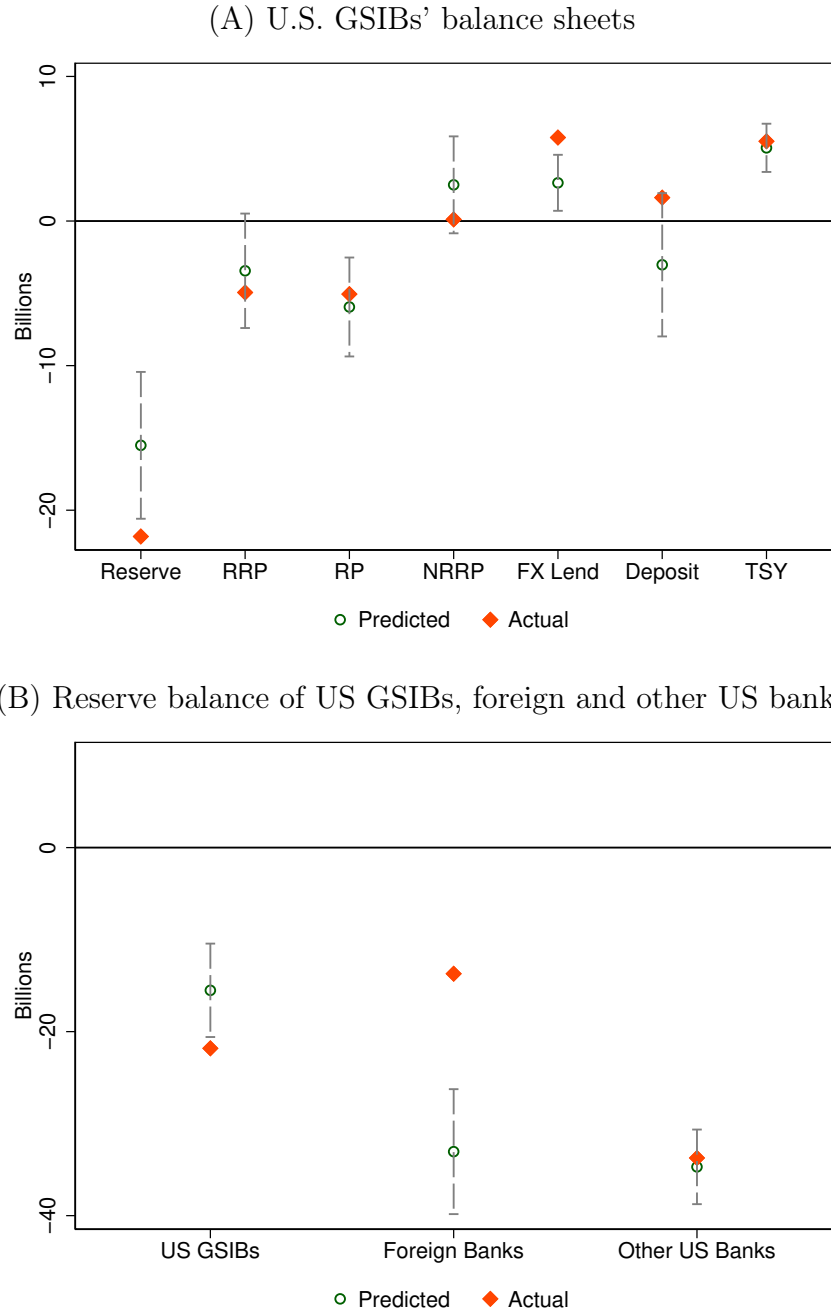 (A) U.S. GSIBs' balance sheets
10
0
−10
−20
Billions
Reserve RRP RP NRRP FX Lend Deposit TSY
Predicted Actual
(B) Reserve balance of US GSIBs, foreign and other US bank
0
−20
−40
Billions
US GSIBs Foreign Banks Other US Banks
Predicted Actual